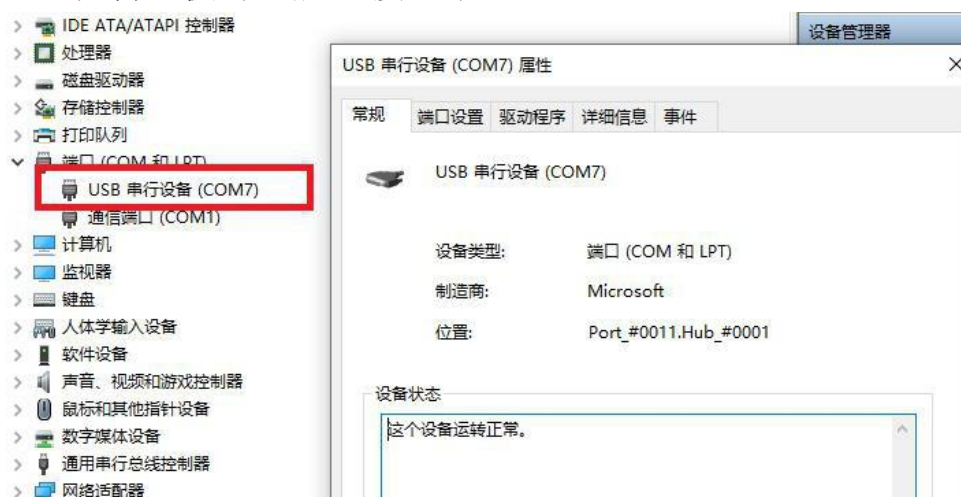 IDE ATA/ATAPI 控制器
处理器
磁盘驱动器
存储控制器
打印队列
端口 (COM 和 LPT)
USB 串行设备 (COM7)
通信端口 (COM1)
计算机
监视器
键盘
人体学输入设备
软件设备
声音、视频和游戏控制器
鼠标和其他指针设备
数字媒体设备
通用串行总线控制器
网络适配器
设备管理器
USB 串行设备 (COM7) 属性
常规 端口设置 驱动程序 详细信息 事件
USB 串行设备 (COM7)
设备类型: 端口 (COM 和 LPT)
制造商: Microsoft
位置: Port_#0011.Hub_#0001
设备状态
这个设备运转正常。